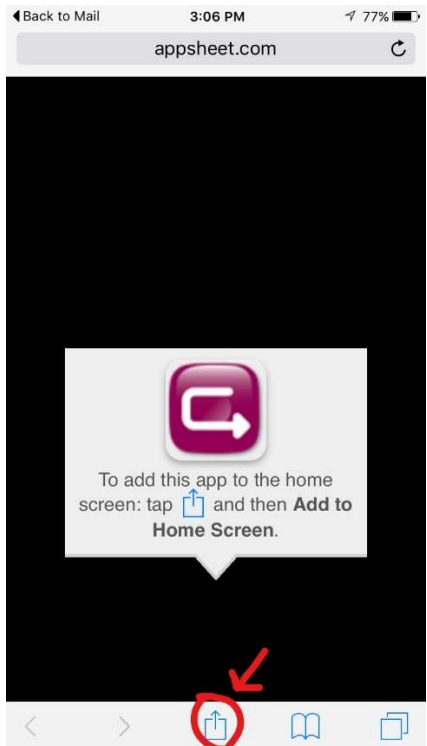 Back to Mail 3:06 PM 77%
appsheet.com
To add this app to the home
screen: tap and then Add to
Home Screen.